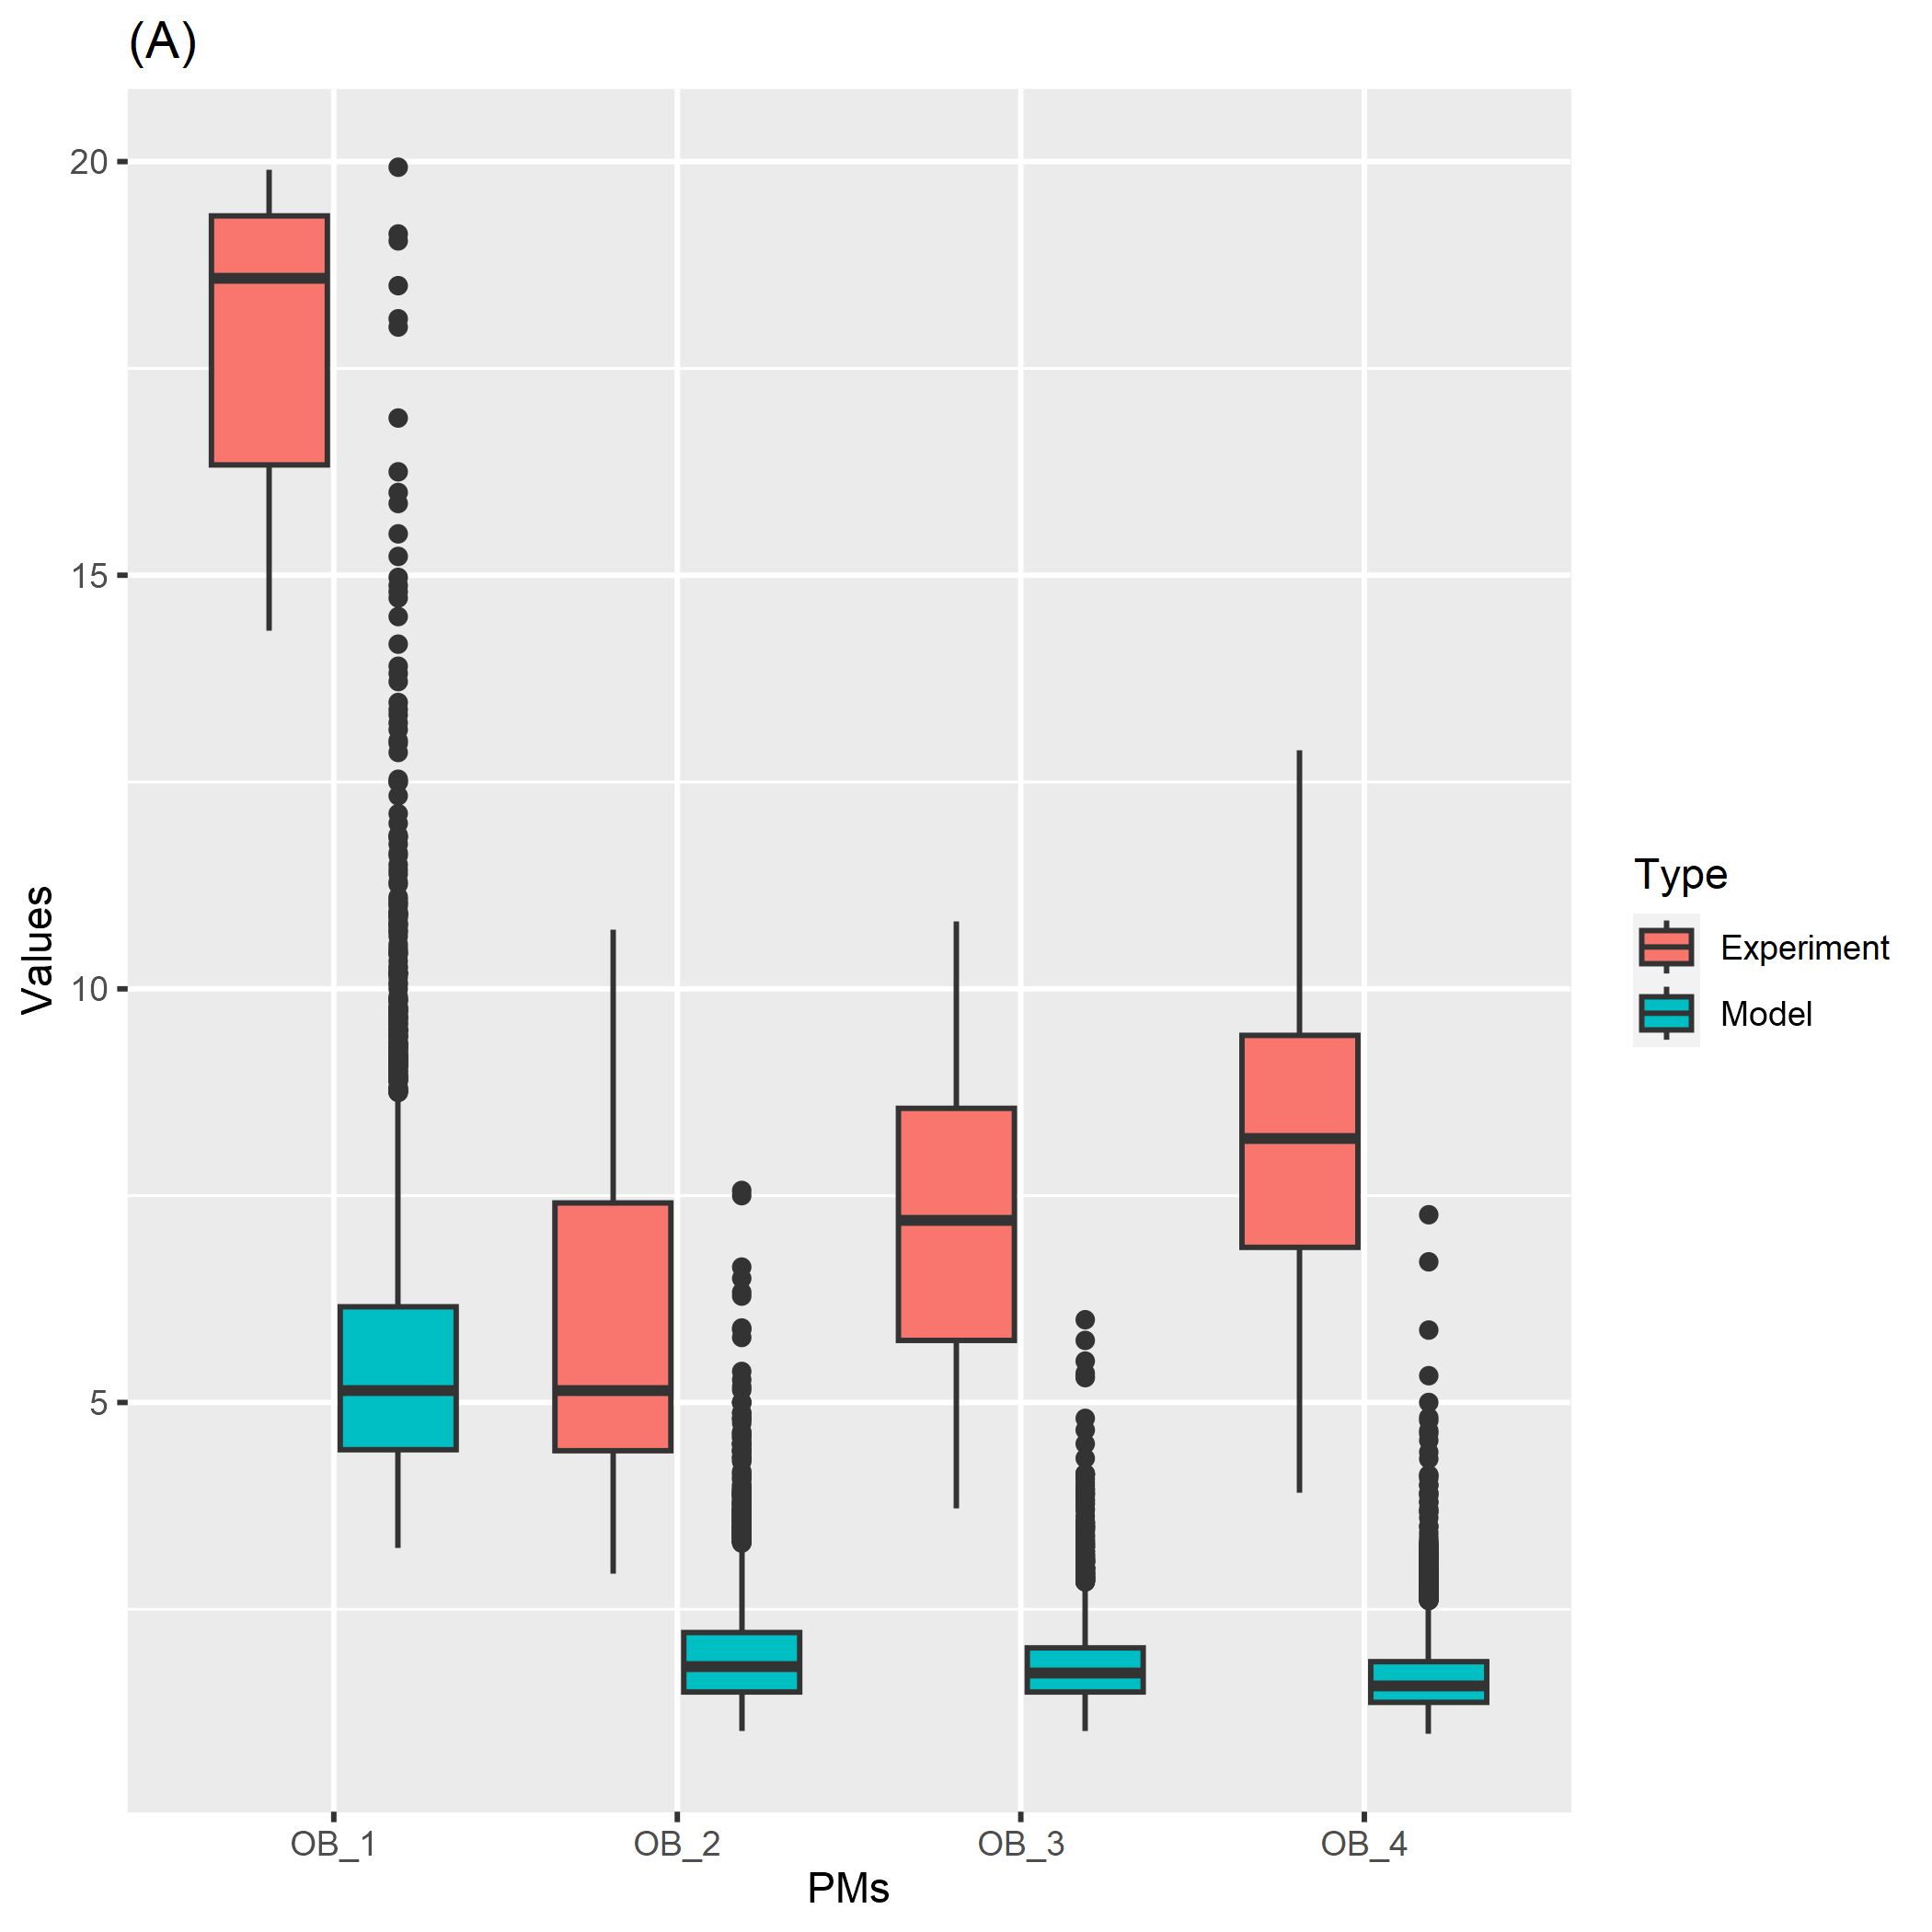 (A)
20
15
10
5
Values
OB_1
OB_2
OB_3
OB_4
PMs
Type
Experiment
Model